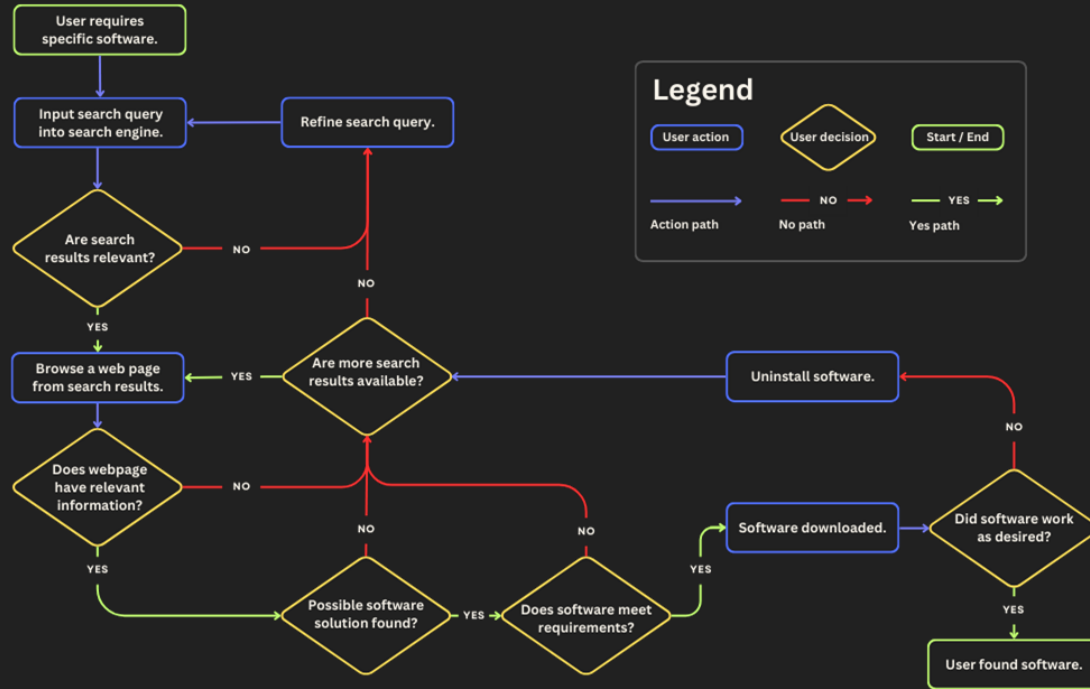 User requires
specific software.
Input search query
into search engine.
Refine search query.
Legend
User action
User decision
Start / End
NO
YES
Action path
No path
Yes path
Are search
results relevant?
NO
NO
YES
Browse a web page
from search results.
YES
Are more search
results available?
Uninstall software.
NO
Does webpage
have relevant
information?
NO
NO
NO
Software downloaded.
Did software work
as desired?
YES
YES
Possible software
solution found?
YES
Does software meet
requirements?
YES
User found software.